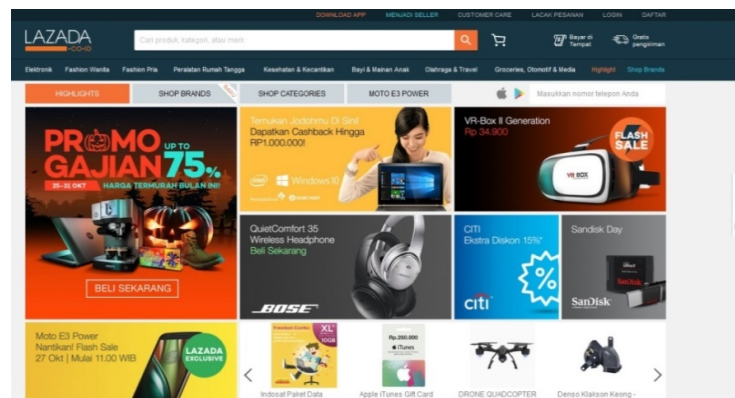 DOWNLOAD APP
MENJADI SELLER
CUSTOMER CARE
LACAK PESANAN
LOGIN
DAFTAR
LAZADA
.CO.ID
Cari produk, kategori, atau merk
Bayar di
Tempat
Gratis
pengiriman
Elektronik
Fashion Wanita
Fashion Pria
Peralatan Rumah Tangga
Kesehatan & Kecantikan
Bayi & Mainan Anak
Olahraga & Travel
Groceries, Otomotif & Media
Highlight
Shop Brands
HIGHLIGHTS
SHOP BRANDS
SHOP CATEGORIES
MOTO E3 POWER
Masukkan nomor telepon Anda
PROMO
GAJIAN
UP TO
75%
25-31 OKT
HARGA TERMURAH BULAN INI!
BELI SEKARANG
Temukan Jodohmu Di
Sini!
Dapatkan Cashback Hingga
RP1.000.000!
intel
Windows 10
VR-Box II Generation
Rp 34.900
FLASH
SALE
VR BOX
QuietComfort 35
Wireless Headphone
Beli Sekarang
BOSE
CITI
Ekstra Diskon 15%*
citi
Sandisk Day
SanDisk
Moto E3 Power
Nantikan! Flash Sale
27 Okt | Mulai 11.00 WIB
LAZADA
EXCLUSIVE
Freedom Combo
XL
10GB
Rp.250.000
iTunes
Indosat Paket Data
Apple iTunes Gift Card
DRONE QUADCOPTER
Denso Klakson Keong -